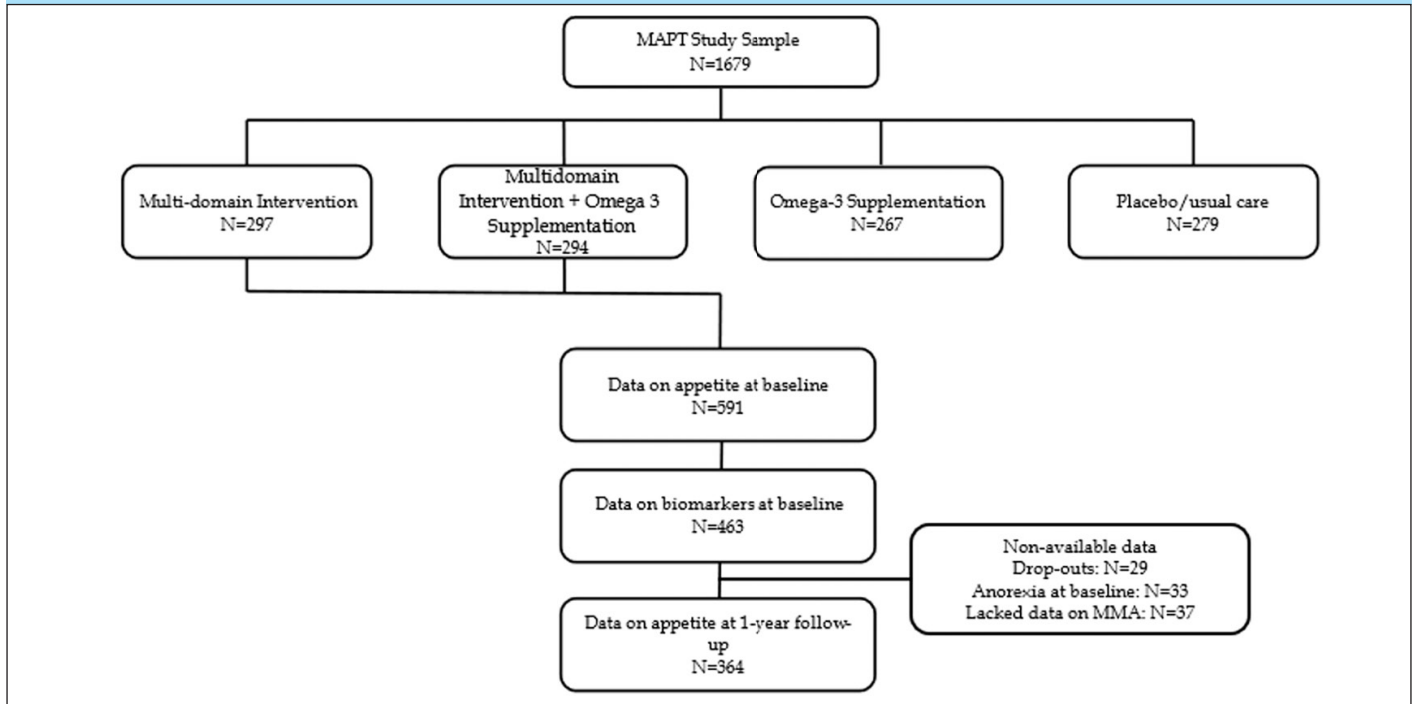 MAPT Study Sample
N=1679
Multi-domain Intervention
N=297
Multidomain
Intervention + Omega 3
Supplementation
N=294
Omega-3 Supplementation
N=267
Placebo/usual care
N=279
Data on appetite at baseline
N=591
Data on biomarkers at baseline
N=463
Non-available data
Drop-outs: N=29
Anorexia at baseline: N=33
Lacked data on MMA: N=37
Data on appetite at 1-year follow-
up
N=364